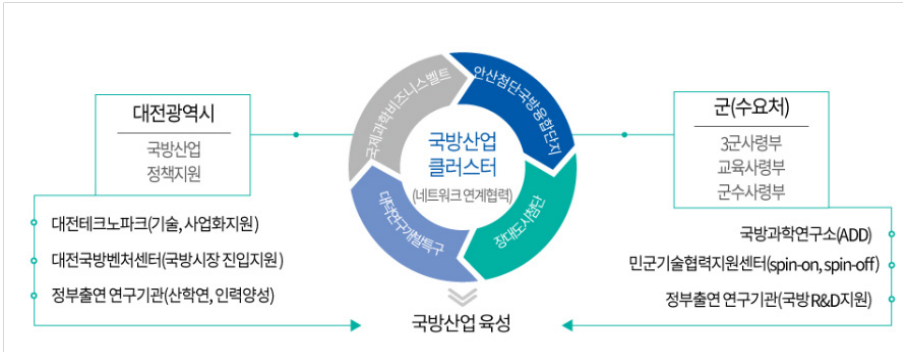 대전광역시
국방산업
정책지원
대전테크노파크(기술, 사업화지원)
대전국방벤처센터(국방시장 진입지원)
정부출연 연구기관(산학연, 인력양성)
국제과학비즈니스벨트
안산첨단국방융합단지
대덕연구개발특구
장대도시첨단
국방산업
클러스터
(네트워크 연계협력)
국방산업 육성
군(수요처)
3군사령부
교육사령부
군수사령부
국방과학연구소(ADD)
민군기술협력지원센터(spin-on, spin-off)
정부출연 연구기관(국방 R&D지원)